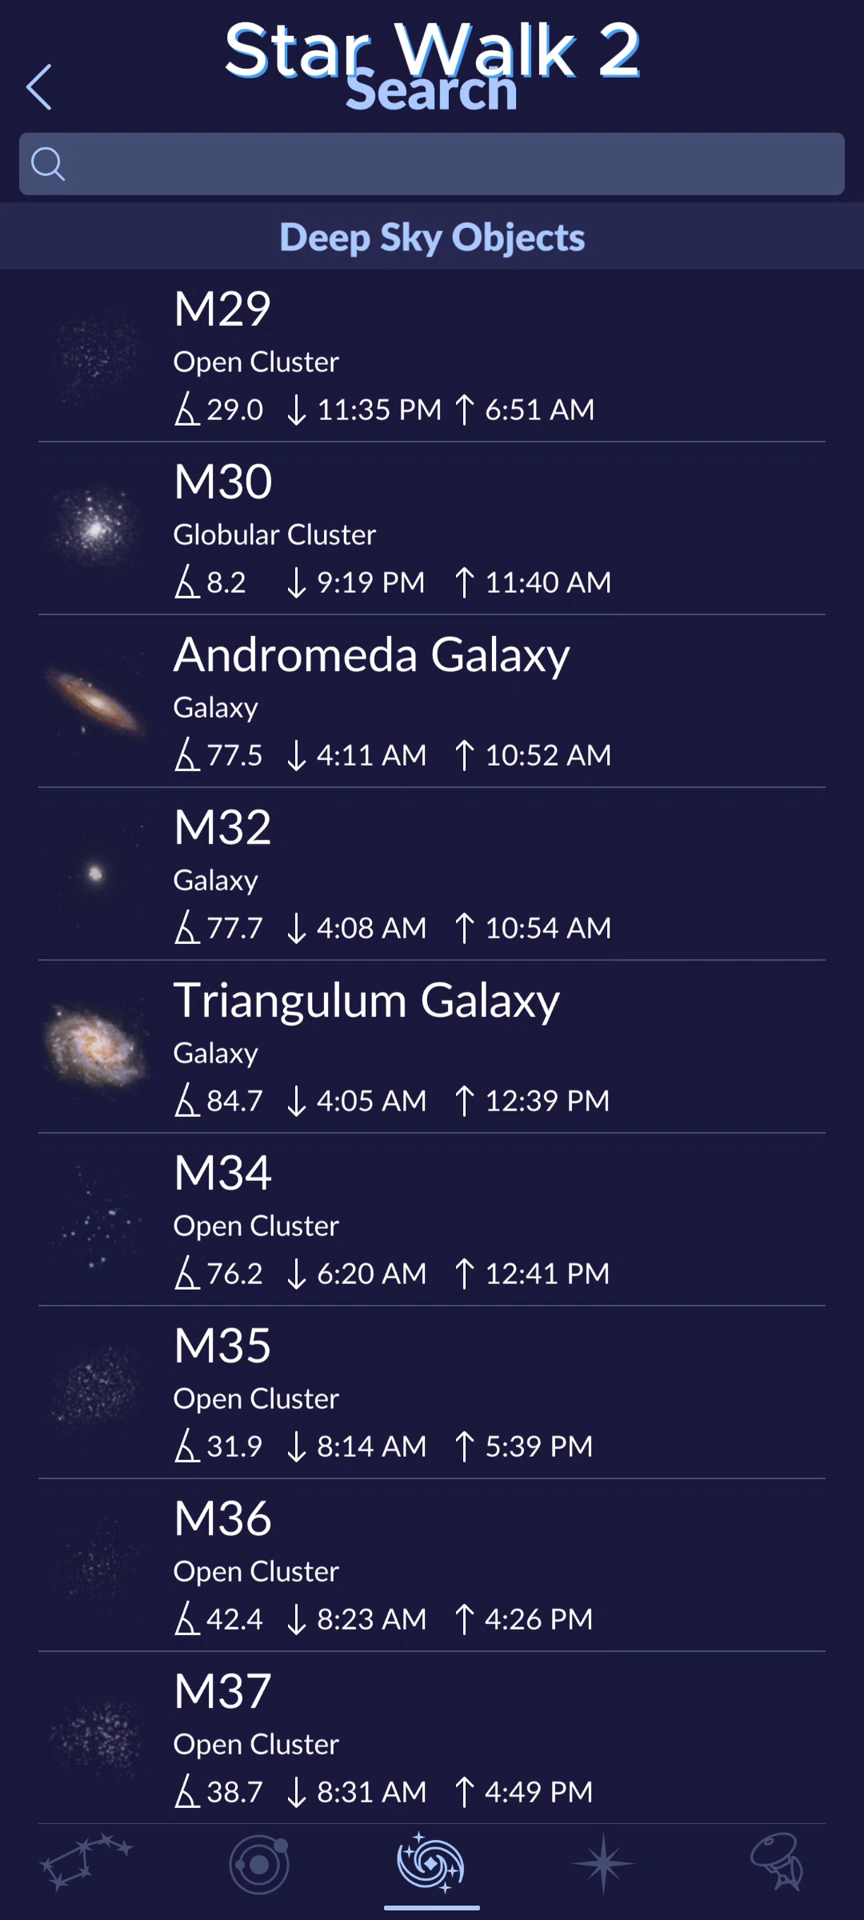 Star Walk 2
Search
Deep Sky Objects
M29
Open Cluster
29.0 ↓ 11:35 PM ↑ 6:51 AM
M30
Globular Cluster
8.2 ↓ 9:19 PM ↑ 11:40 AM
Andromeda Galaxy
Galaxy
77.5 ↓ 4:11 AM ↑ 10:52 AM
M32
Galaxy
77.7 ↓ 4:08 AM ↑ 10:54 AM
Triangulum Galaxy
Galaxy
84.7 ↓ 4:05 AM ↑ 12:39 PM
M34
Open Cluster
76.2 ↓ 6:20 AM ↑ 12:41 PM
M35
Open Cluster
31.9 ↓ 8:14 AM ↑ 5:39 PM
M36
Open Cluster
42.4 ↓ 8:23 AM ↑ 4:26 PM
M37
Open Cluster
38.7 ↓ 8:31 AM ↑ 4:49 PM